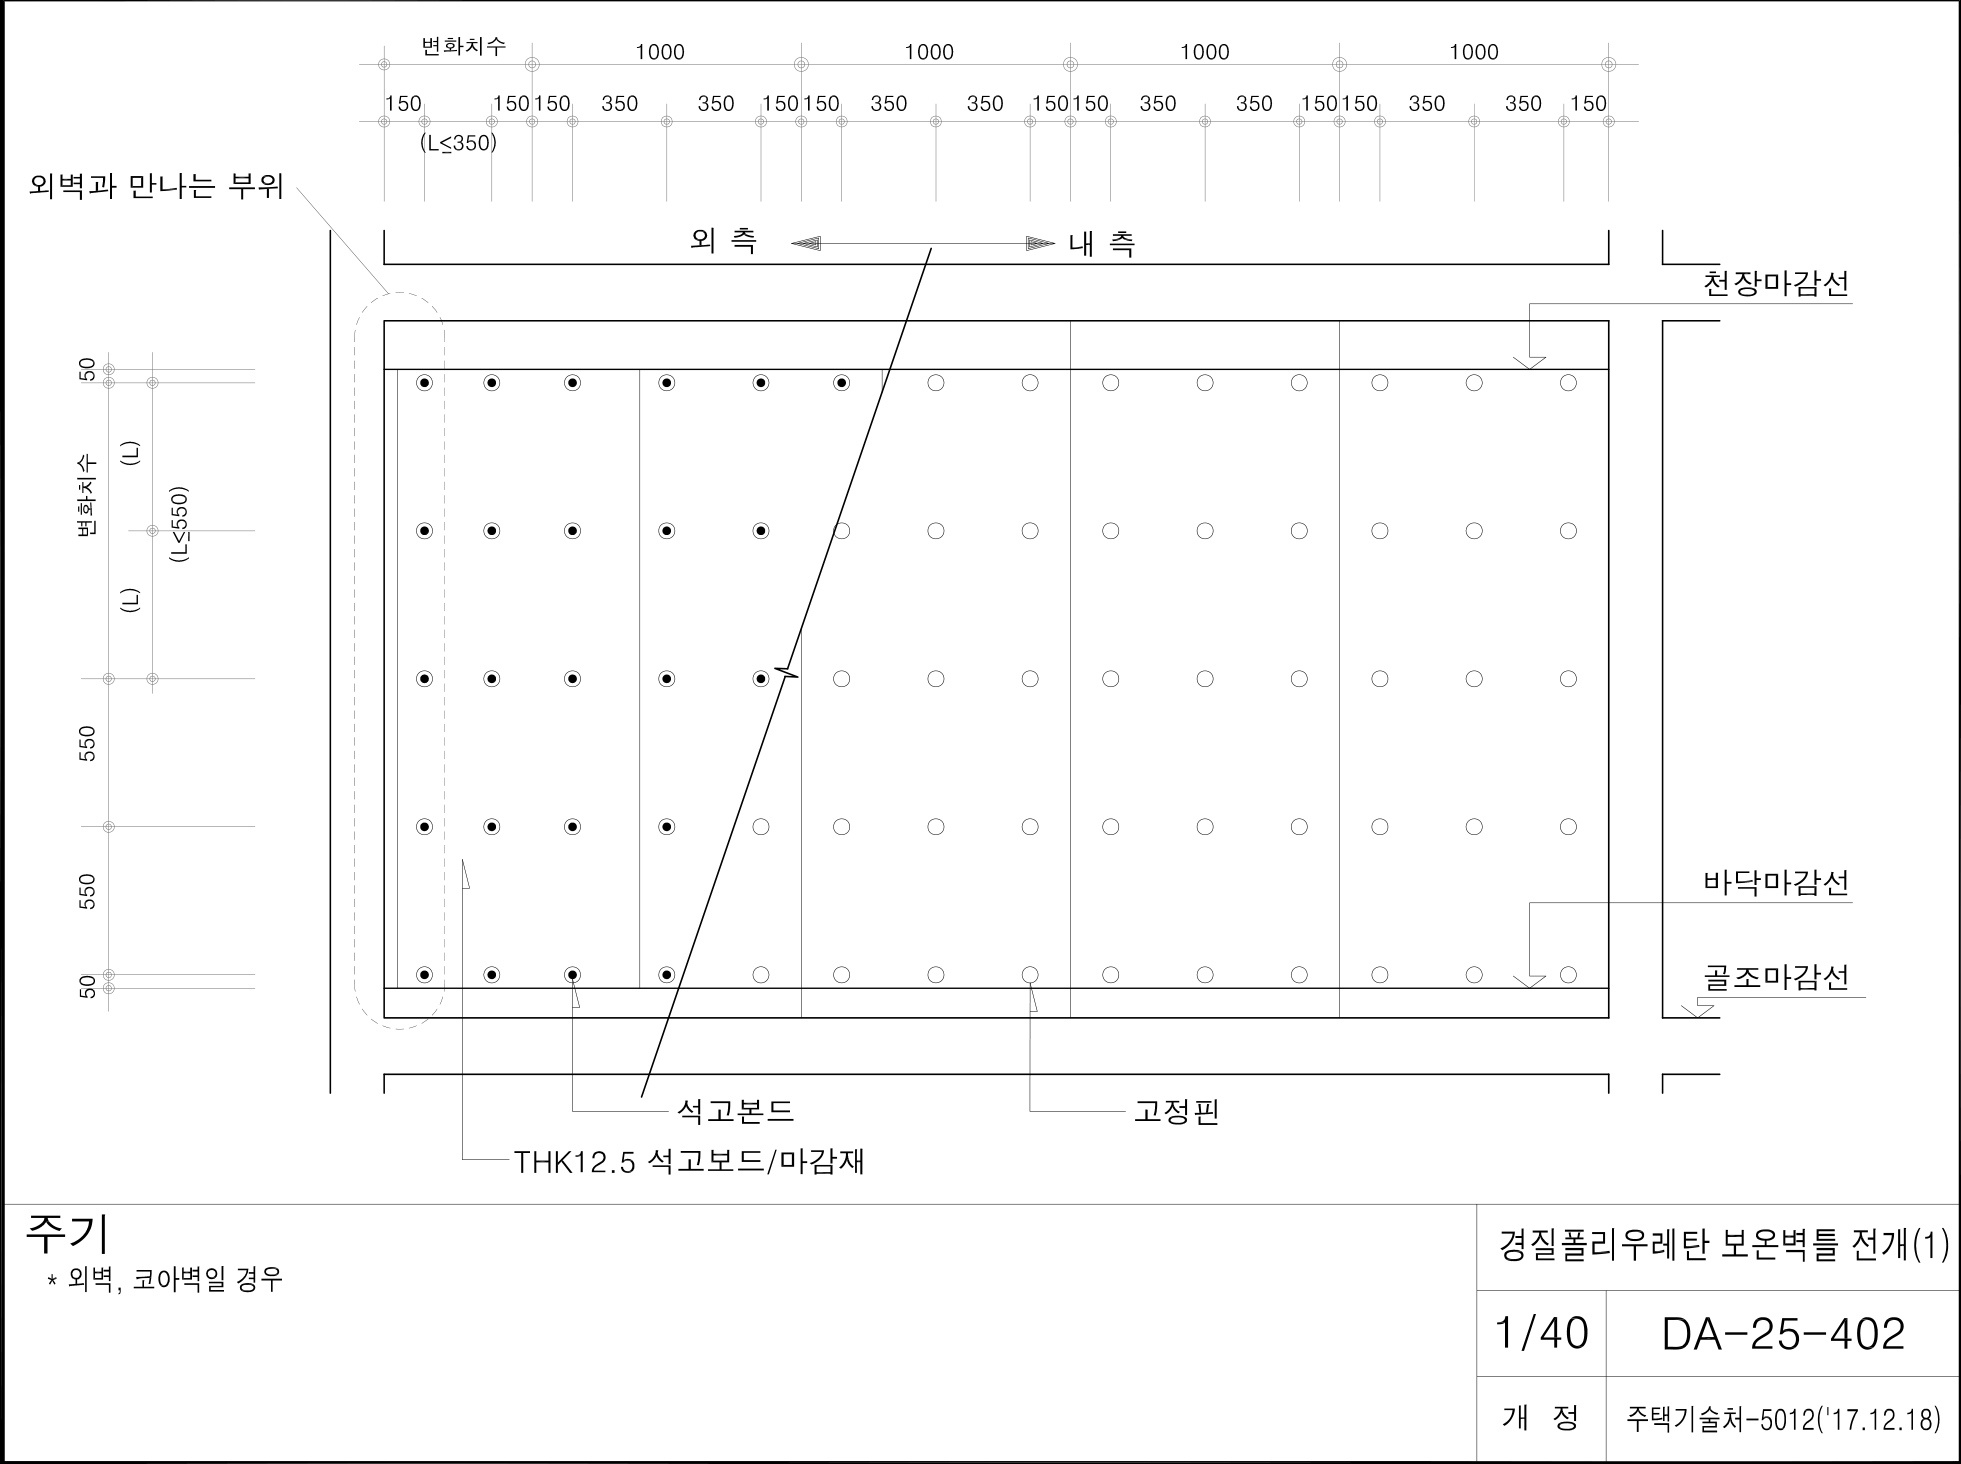 변화치수 1000 1000 1000 1000
150 150 150 350 350 150 150 350 350 150 150 350 350 150 150 350 350 150
(L≤350)
외벽과 만나는 부위
외 측 내 측
천장마감선
50
변화치수
(L)
(L≤550)
(L)
550
550
50
바닥마감선
골조마감선
석고본드
고정핀
THK12.5 석고보드/마감재
주기
* 외벽, 코아벽일 경우
경질폴리우레탄 보온벽틀 전개(1)
1/40 DA-25-402
개 정 주택기술처-5012('17.12.18)